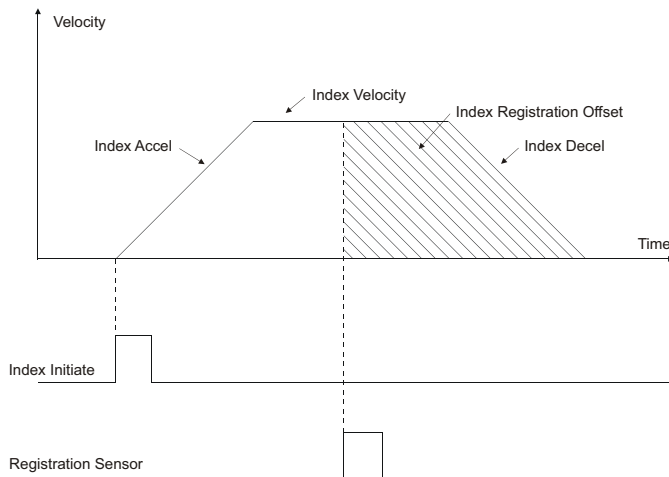 Velocity
Index Velocity
Index Registration Offset
Index Accel
Index Decel
Time
Index Initiate
Registration Sensor